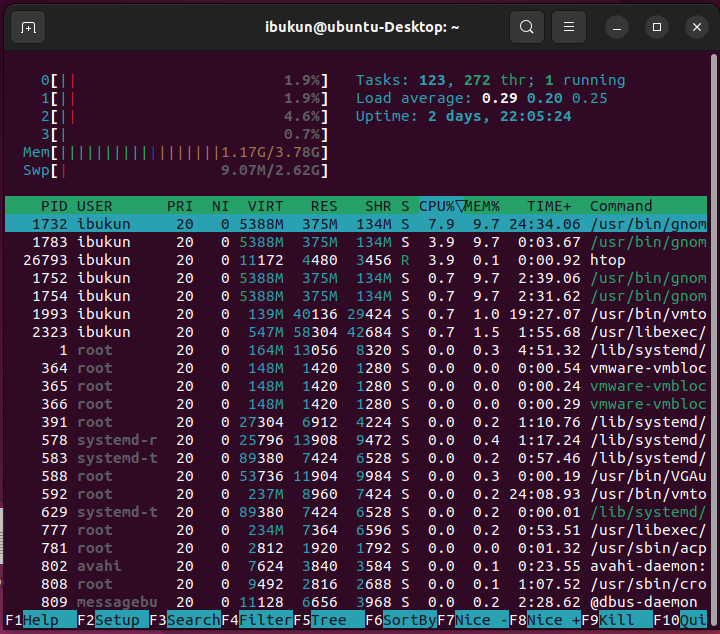 ibukun@ubuntu-Desktop: ~
0[|| 1.9%] Tasks: 123, 272 thr; 1 running
1[|| 1.9%] Load average: 0.29 0.20 0.25
2[|| 4.6%] Uptime: 2 days, 22:05:24
3[| 0.7%]
Mem[||||||||||||||||||1.17G/3.78G]
Swp[| 9.07M/2.62G]
PID USER PRI NI VIRT RES SHR S CPU%▽MEM% TIME+ Command
1732 ibukun 20 0 5388M 375M 134M S 7.9 9.7 24:34.06 /usr/bin/gnom
1783 ibukun 20 0 5388M 375M 134M S 3.9 9.7 0:03.67 /usr/bin/gnom
26793 ibukun 20 0 11172 4480 3456 R 3.9 0.1 0:00.92 htop
1752 ibukun 20 0 5388M 375M 134M S 0.7 9.7 2:39.06 /usr/bin/gnom
1754 ibukun 20 0 5388M 375M 134M S 0.7 9.7 2:31.62 /usr/bin/gnom
1993 ibukun 20 0 139M 40136 29424 S 0.7 1.0 19:27.07 /usr/bin/vmto
2323 ibukun 20 0 547M 58304 42684 S 0.7 1.5 1:55.68 /usr/libexec/
1 root 20 0 164M 13056 8320 S 0.0 0.3 4:51.32 /lib/systemd/
364 root 20 0 148M 1420 1280 S 0.0 0.0 0:00.54 vmware-vmbloc
365 root 20 0 148M 1420 1280 S 0.0 0.0 0:00.24 vmware-vmbloc
366 root 20 0 148M 1420 1280 S 0.0 0.0 0:00.29 vmware-vmbloc
391 root 20 0 27304 6912 4224 S 0.0 0.2 1:10.76 /lib/systemd/
578 systemd-r 20 0 25796 13908 9472 S 0.0 0.4 1:17.24 /lib/systemd/
583 systemd-t 20 0 89380 7424 6528 S 0.0 0.2 0:57.46 /lib/systemd/
588 root 20 0 53736 11904 9984 S 0.0 0.3 0:00.19 /usr/bin/VGAu
592 root 20 0 237M 8960 7424 S 0.0 0.2 24:08.93 /usr/bin/vmto
629 systemd-t 20 0 89380 7424 6528 S 0.0 0.2 0:00.01 /lib/systemd/
777 root 20 0 234M 7364 6596 S 0.0 0.2 0:53.51 /usr/libexec/
781 root 20 0 2812 1920 1792 S 0.0 0.0 0:01.32 /usr/sbin/acp
802 avahi 20 0 7624 3840 3584 S 0.0 0.1 0:23.55 avahi-daemon:
808 root 20 0 9492 2816 2688 S 0.0 0.1 1:07.52 /usr/sbin/cro
809 messagebu 20 0 11128 6656 3968 S 0.0 0.2 2:28.62 @dbus-daemon
F1Help F2Setup F3SearchF4FilterF5Tree F6SortByF7Nice -F8Nice +F9Kill F10Qui